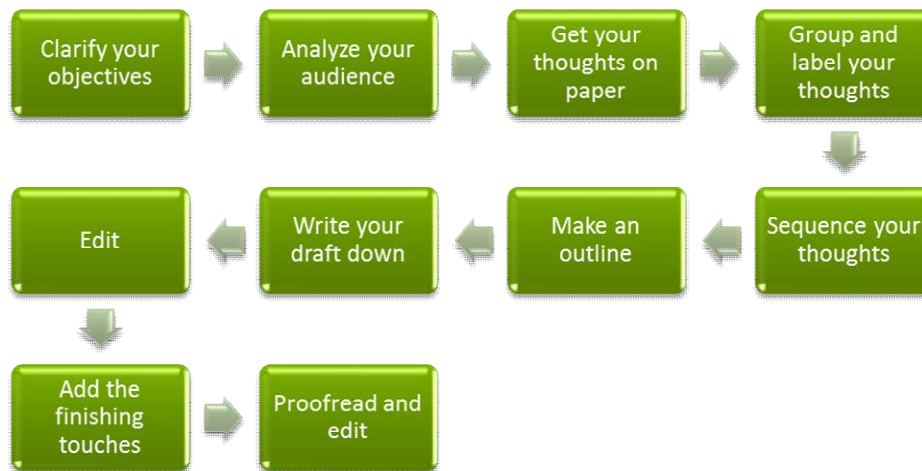 Clarify your
objectives
Analyze your
audience
Get your
thoughts on
paper
Group and
label your
thoughts
Sequence your
thoughts
Make an
outline
Write your
draft down
Edit
Add the
finishing
touches
Proofread and
edit